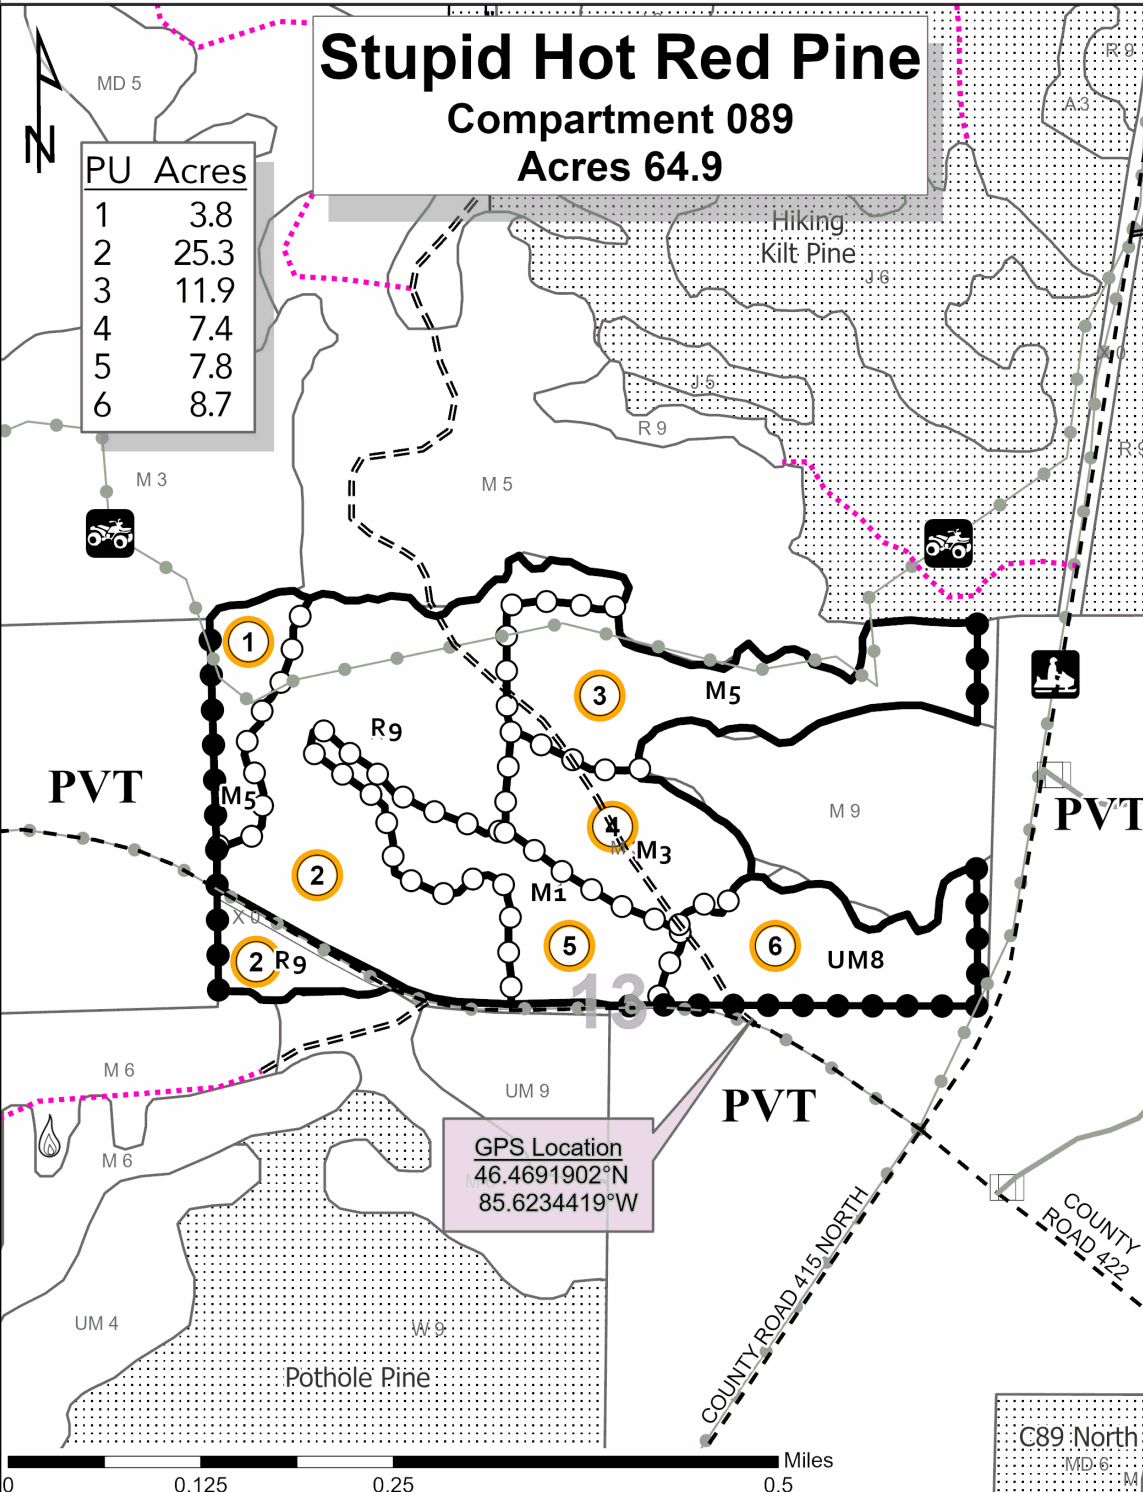 Stupid Hot Red Pine
Compartment 089
Acres 64.9
N
MD 5
R 9
A 3
PU Acres
1 3.8
2 25.3
3 11.9
4 7.4
5 7.8
6 8.7
Hiking
Kilt Pine
J 6
X 0
J 5
R 9
R 9
M 3
M 5
1
3
M5
R9
PVT
M5
PVT
M 9
4
M3
2
M1
X 0
2 R9
5
6
UM8
13
M 6
UM 9
PVT
GPS Location
46.4691902°N
85.6234419°W
M 6
COUNTY
ROAD 422
COUNTY ROAD 415 NORTH
UM 4
W 9
Pothole Pine
C89 North
MD 6
Miles
0 0.125 0.25 0.5